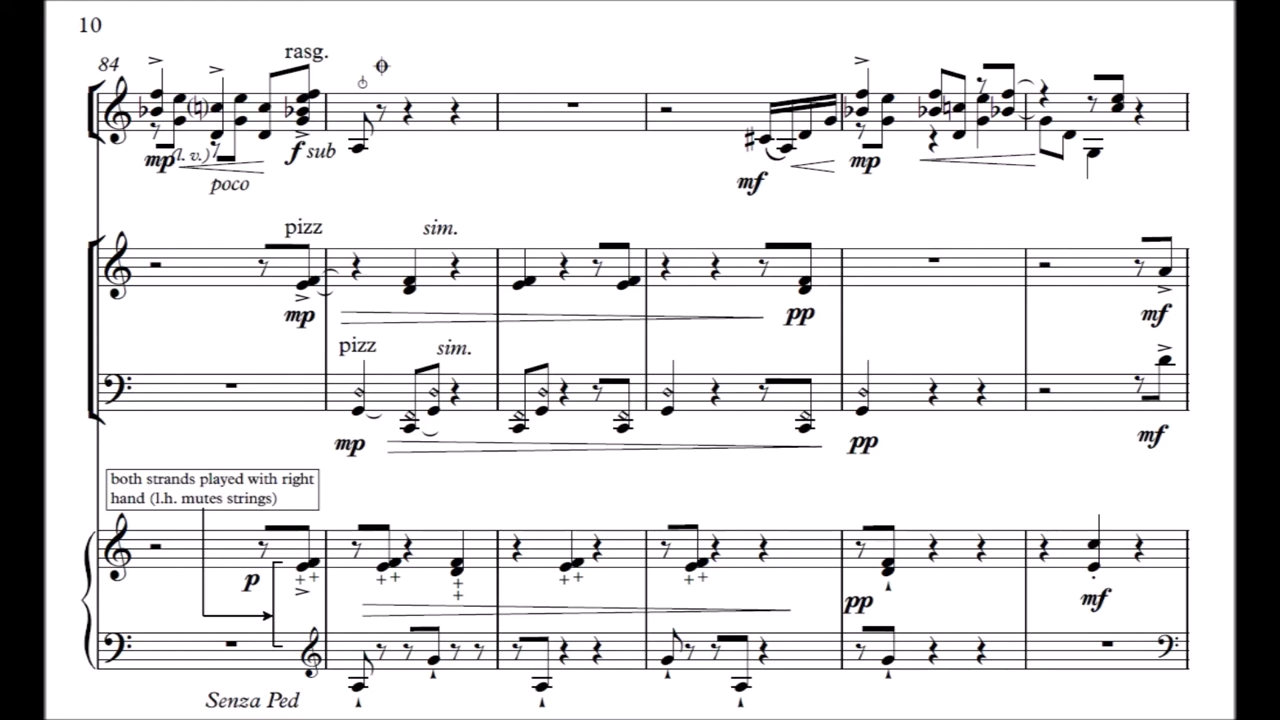 10
84
rasg.
mp
(l. v.)
poco
f sub
mf
mp
pizz
sim.
mp
pp
mf
pizz
sim.
mp
pp
mf
both strands played with right
hand (l.h. mutes strings)
p
pp
mf
Senza Ped